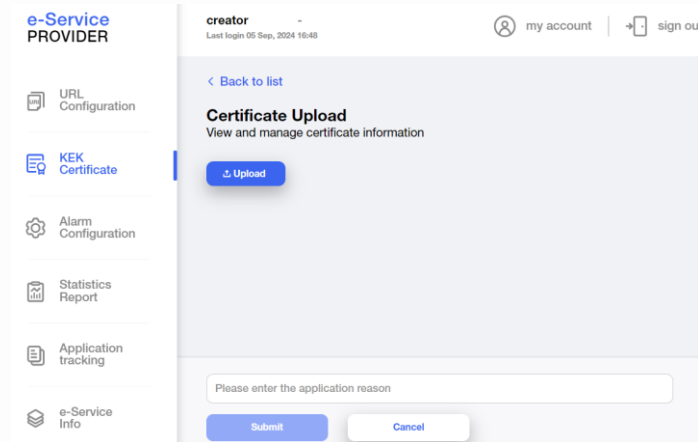 e-Service
PROVIDER
creator -
Last login 05 Sep, 2024 16:48
my account
sign ou
URL
URL
Configuration
KEK
Certificate
Alarm
Configuration
Statistics
Report
Application
tracking
e-Service
Info
< Back to list
Certificate Upload
View and manage certificate information
Upload
Please enter the application reason
Submit
Cancel